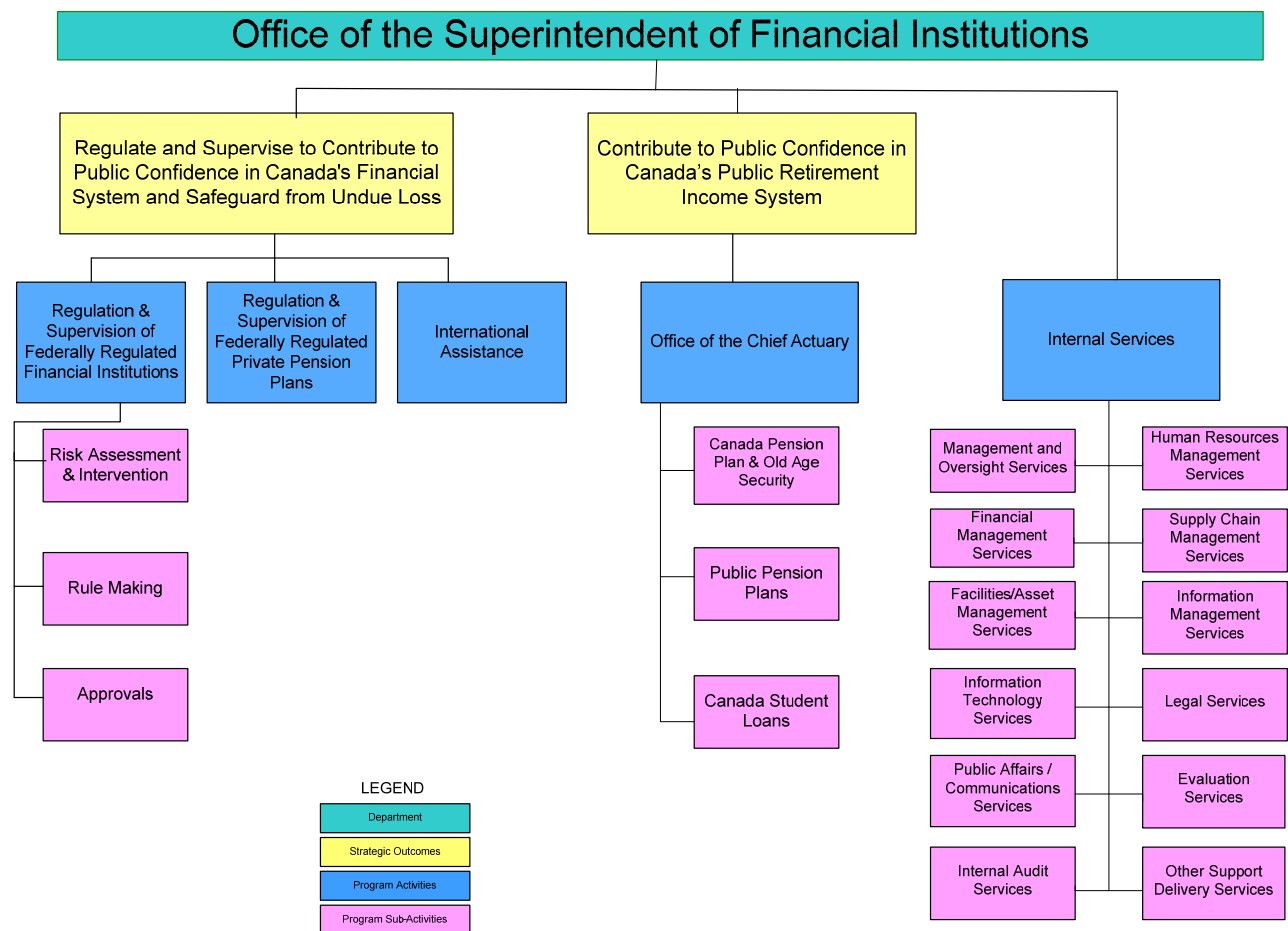 Office of the Superintendent of Financial Institutions
Regulate and Supervise to Contribute to
Public Confidence in Canada's Financial
System and Safeguard from Undue Loss
Contribute to Public Confidence in
Canada’s Public Retirement
Income System
Regulation &
Supervision of
Federally Regulated
Financial Institutions
Regulation &
Supervision of
Federally Regulated
Private Pension
Plans
International
Assistance
Office of the Chief Actuary
Internal Services
Risk Assessment
& Intervention
Rule Making
Approvals
Canada Pension
Plan & Old Age
Security
Public Pension
Plans
Canada Student
Loans
Management and
Oversight Services
Human Resources
Management
Services
Financial
Management
Services
Supply Chain
Management
Services
Facilities/Asset
Management
Services
Information
Management
Services
Information
Technology
Services
Legal Services
Public Affairs /
Communications
Services
Evaluation
Services
Internal Audit
Services
Other Support
Delivery Services
LEGEND
Department
Strategic Outcomes
Program Activities
Program Sub-Activities